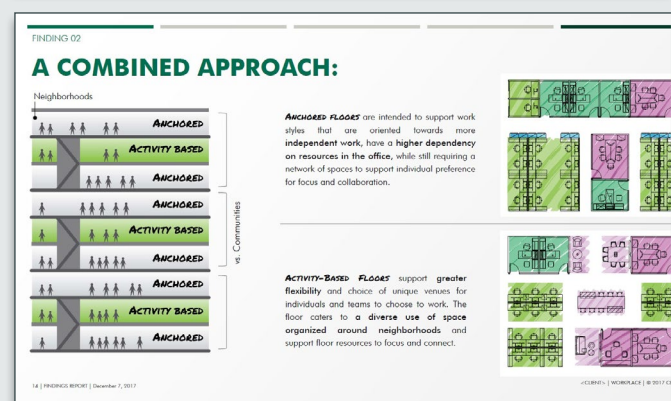 FINDING 02
A COMBINED APPROACH:
Neighborhoods
ANCHORED
ACTIVITY BASED
ANCHORED
ANCHORED
ACTIVITY BASED
ANCHORED
ANCHORED
ACTIVITY BASED
ANCHORED
vs. Communities
ANCHORED FLOORS are intended to support work
styles that are oriented towards more
independent work, have a higher dependency
on resources in the office, while still requiring a
network of spaces to support individual preference
for focus and collaboration.
ACTIVITY-BASED FLOORS support greater
flexibility and choice of unique venues for
individuals and teams to choose to work. The
floor caters to a diverse use of space
organized around neighborhoods and
support floor resources to focus and connect.
14 | FINDINGS REPORT | December 7, 2017
<CLIENT> | WORKPLACE | © 2017